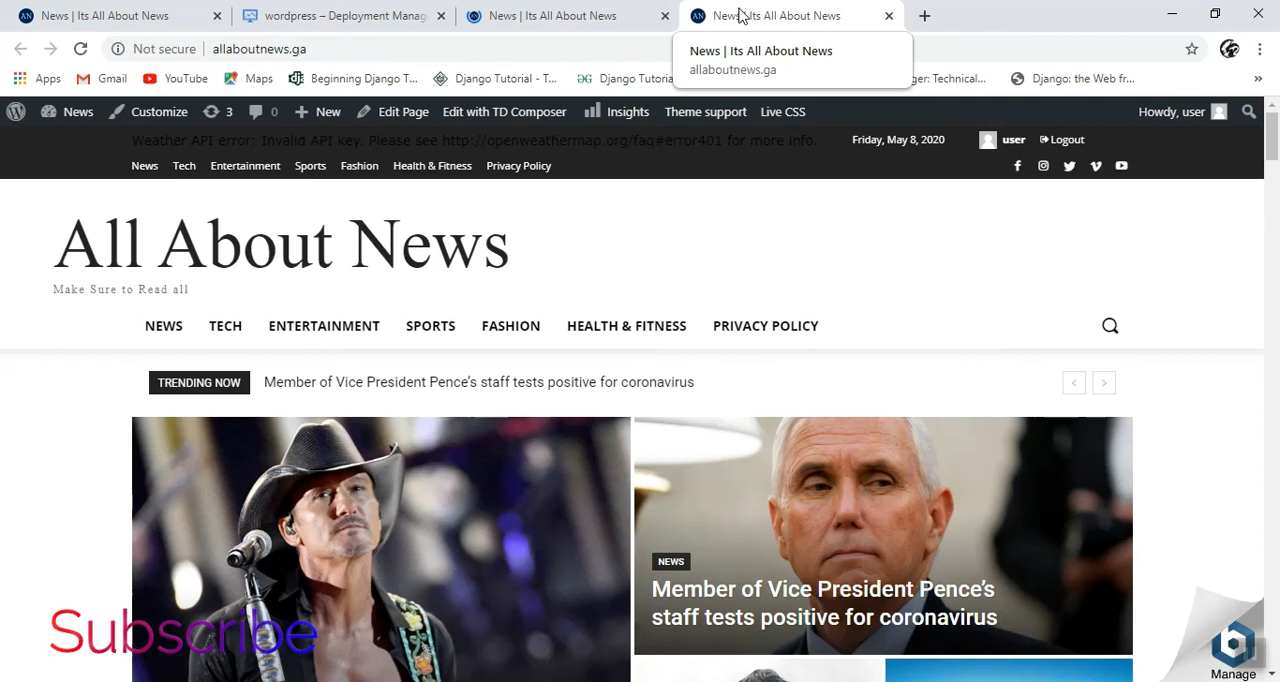 News | Its All About News
wordpress – Deployment Manag
News | Its All About News
News | Its All About News
Not secure allaboutnews.ga
News | Its All About News
allaboutnews.ga
Apps Gmail YouTube Maps Beginning Django T... Django Tutorial - T... Django Tutoria ger: Technical... Django: the Web fr... »
News Customize 3 0 New Edit Page Edit with TD Composer Insights Theme support Live CSS Howdy, user
Weather API error: Invalid API key. Please see http://openweathermap.org/faq#error401 for more info. Friday, May 8, 2020 user Logout
News Tech Entertainment Sports Fashion Health & Fitness Privacy Policy
All About News
Make Sure to Read all
NEWS TECH ENTERTAINMENT SPORTS FASHION HEALTH & FITNESS PRIVACY POLICY
TRENDING NOW Member of Vice President Pence’s staff tests positive for coronavirus
NEWS
Member of Vice President Pence’s
staff tests positive for coronavirus
Subscribe
Manage